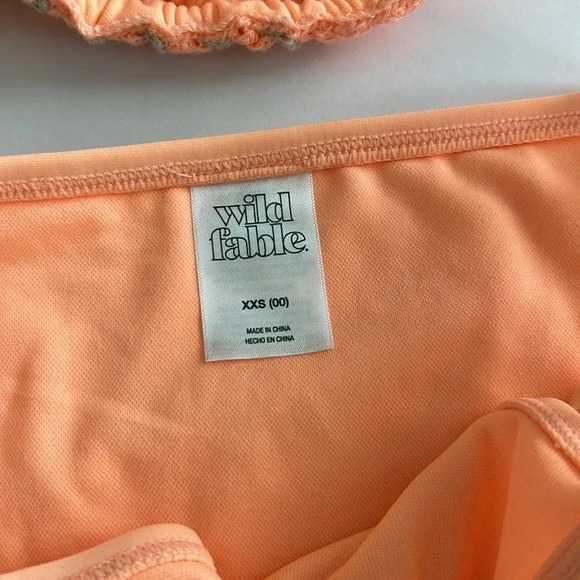 wild
fable.
XXS (00)
MADE IN CHINA
HECHO EN CHINA